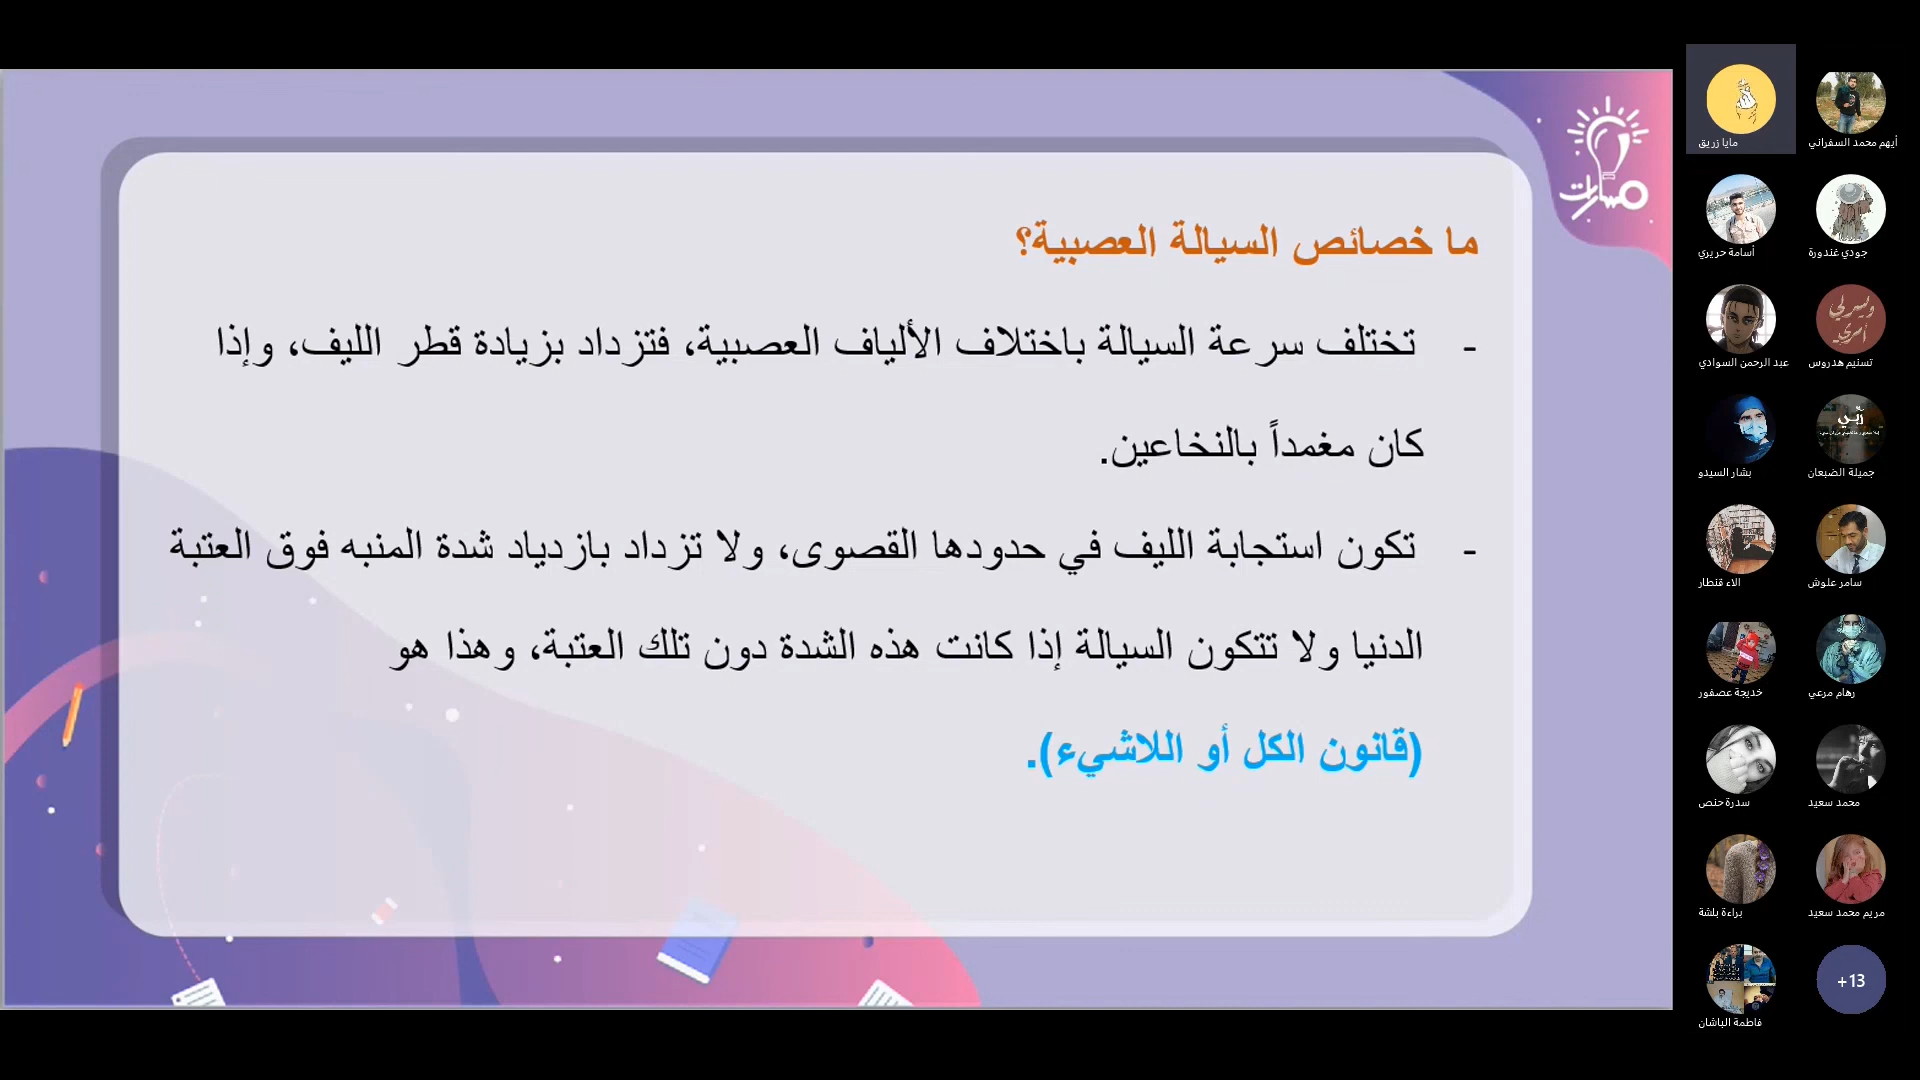 مسارات
ما خصائص السيالة العصبية؟
- تختلف سرعة السيالة باختلاف الألياف العصبية، فتزداد بزيادة قطر الليف، وإذا
كان مغمداً بالنخاعين.
- تكون استجابة الليف في حدودها القصوى، ولا تزداد بازدياد شدة المنبه فوق العتبة
الدنيا ولا تتكون السيالة إذا كانت هذه الشدة دون تلك العتبة، وهذا هو
(قانون الكل أو اللاشيء).
أيهم محمد السفراني
مايا زريق
جودي غندورة
أسامة حريري
ويسر لي
أمري
تسنيم هدروس
عبد الرحمن السوادي
ربّي
جميلة الضبعان
بشار السيدو
سامر علوش
الاء قنطار
رهام مرعي
خديجة عصفور
محمد سعيد
سدرة حنص
مريم محمد سعيد
براءة بلشة
+13
فاطمة الباشان